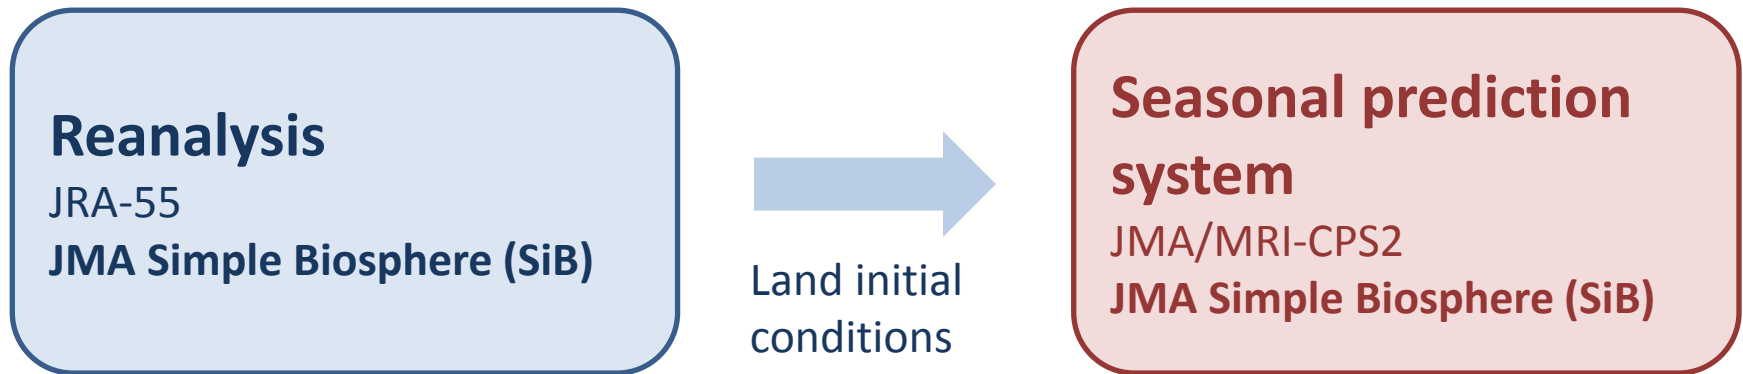 Reanalysis
JRA-55
JMA Simple Biosphere (SiB)
Land initial
conditions
Seasonal prediction
system
JMA/MRI-CPS2
JMA Simple Biosphere (SiB)